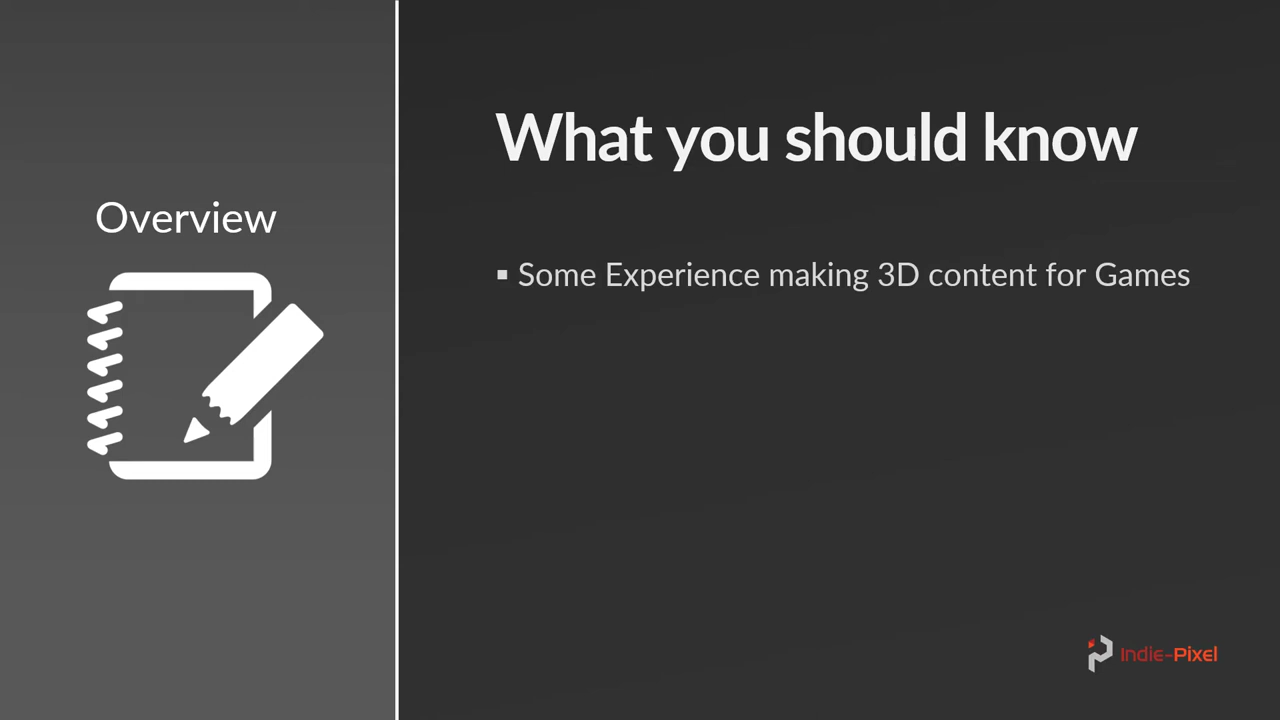 Overview
What you should know
▪ Some Experience making 3D content for Games
Indie-Pixel